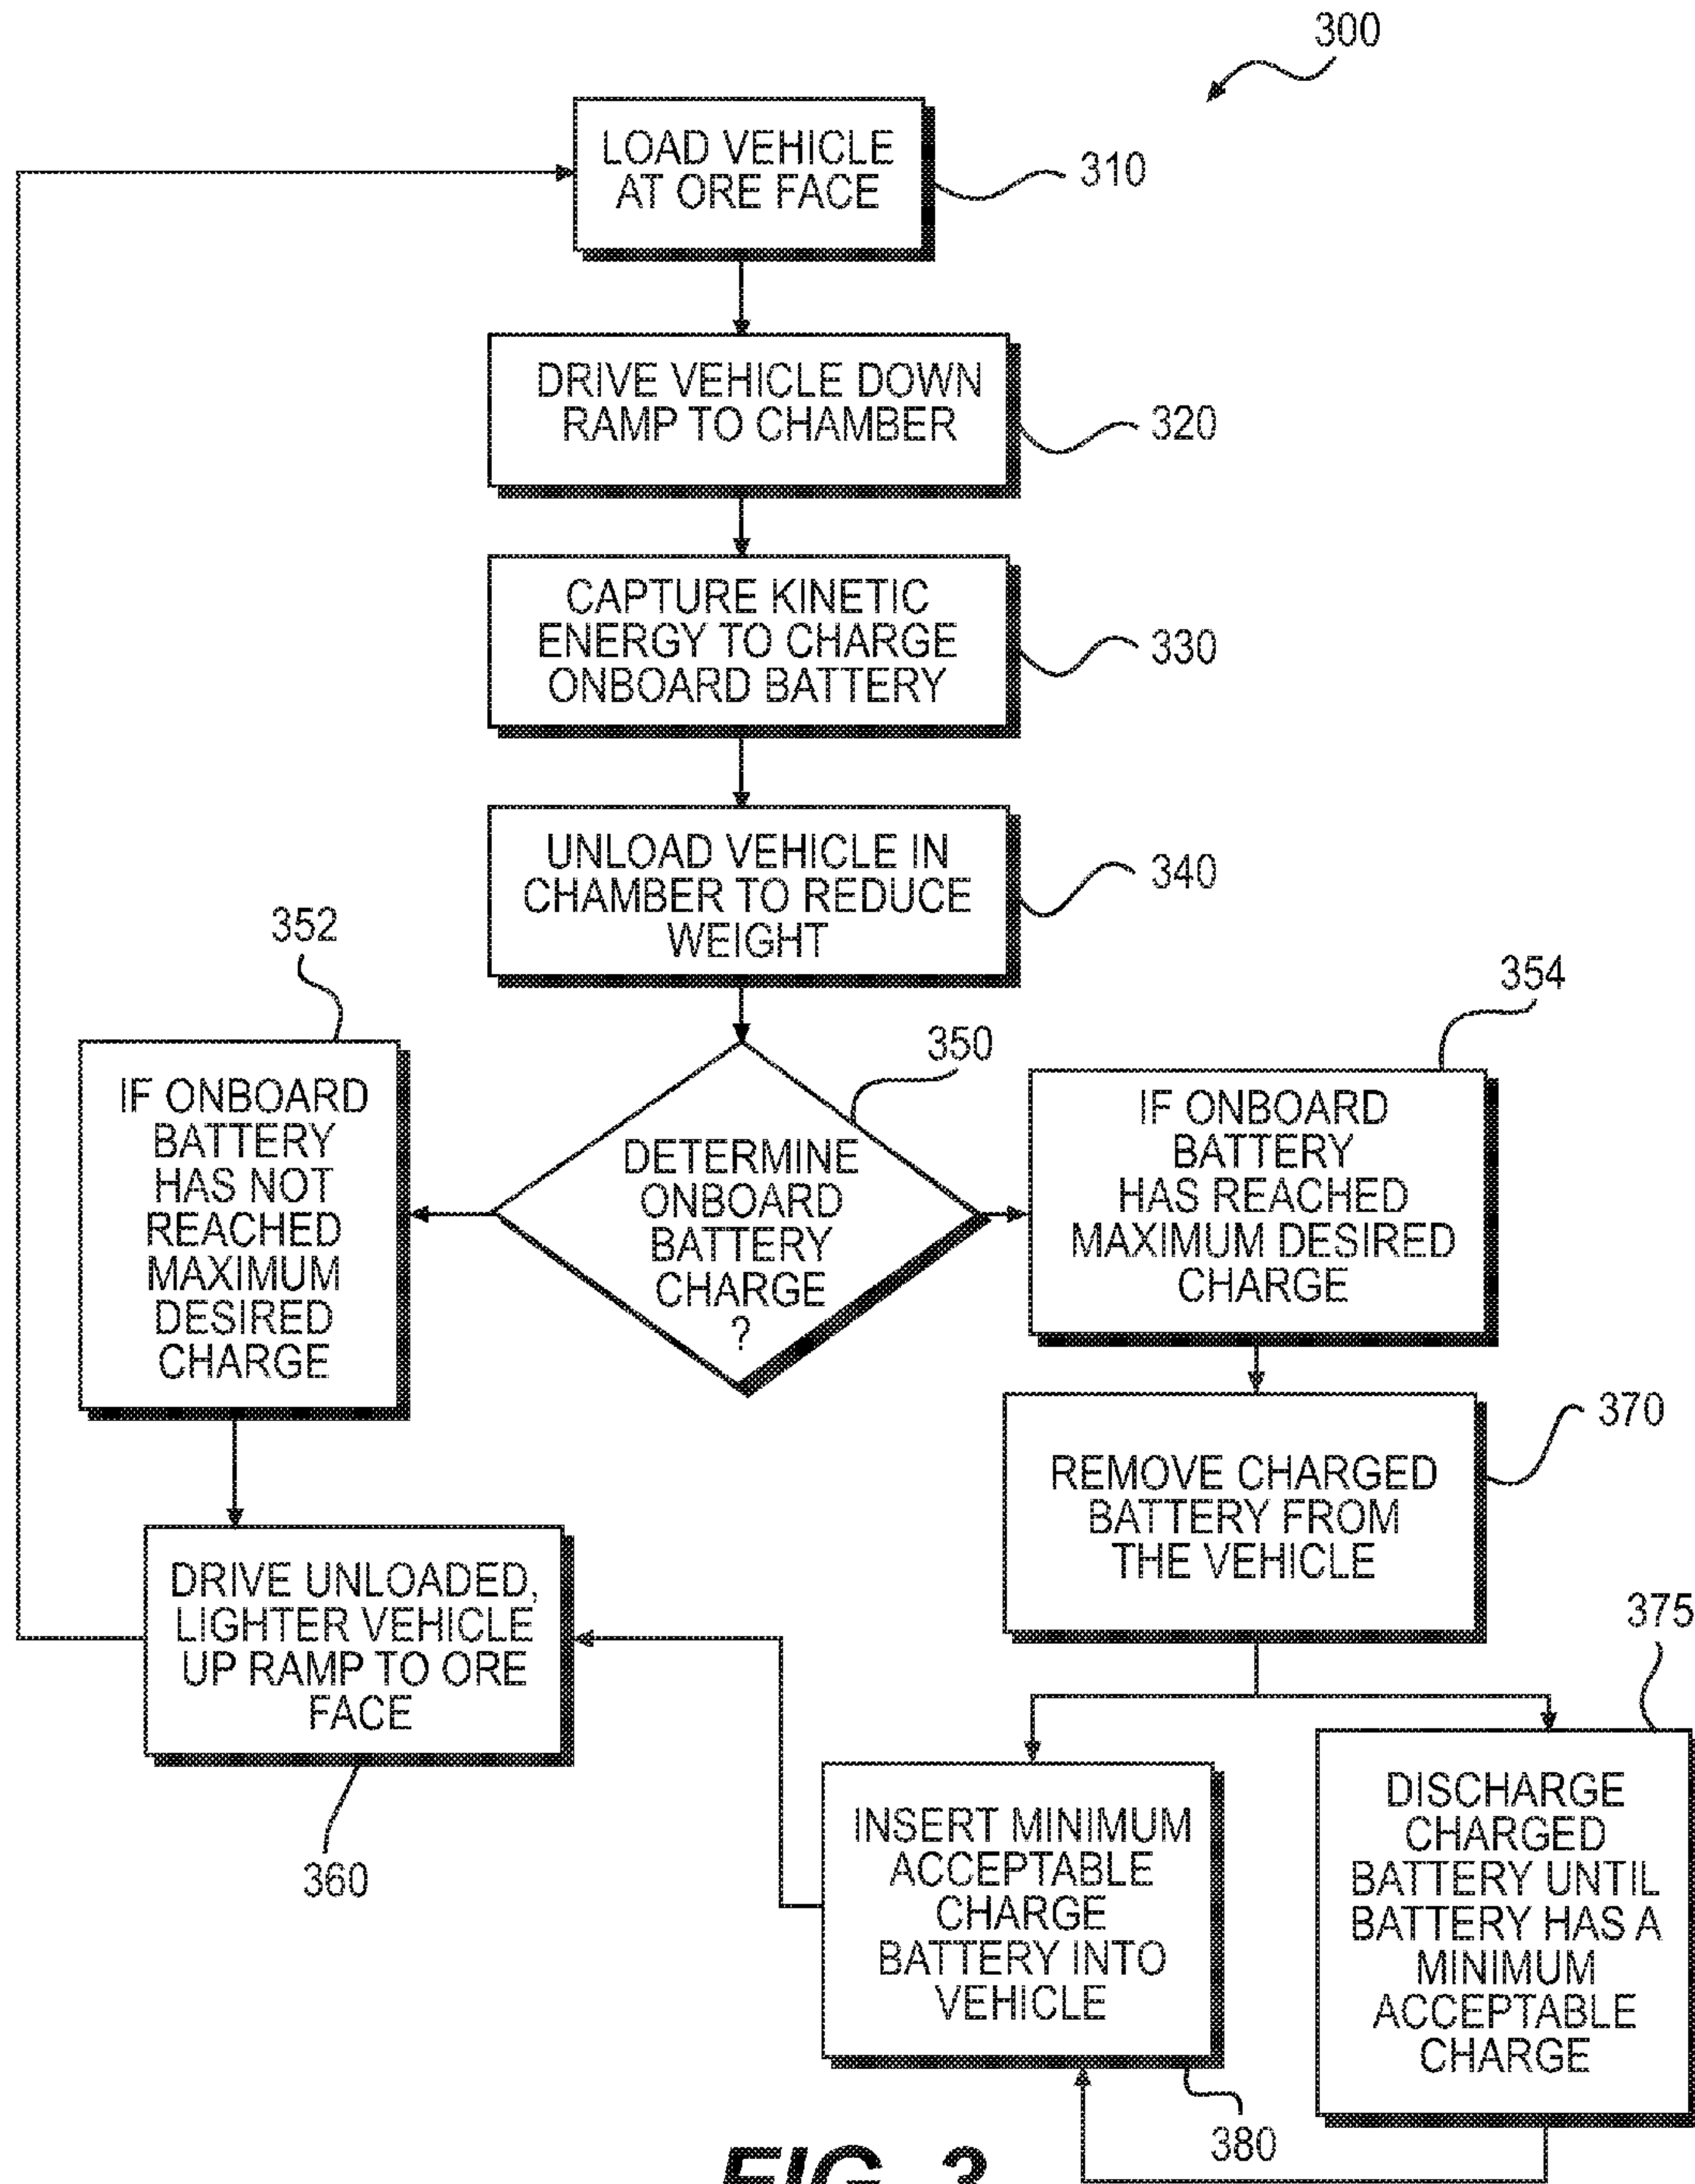 300
LOAD VEHICLE
AT ORE FACE
310
DRIVE VEHICLE DOWN
RAMP TO CHAMBER
320
CAPTURE KINETIC
ENERGY TO CHARGE
ONBOARD BATTERY
330
UNLOAD VEHICLE IN
CHAMBER TO REDUCE
WEIGHT
340
350
DETERMINE
ONBOARD
BATTERY
CHARGE
?
352
IF ONBOARD
BATTERY
HAS NOT
REACHED
MAXIMUM
DESIRED
CHARGE
354
IF ONBOARD
BATTERY
HAS REACHED
MAXIMUM DESIRED
CHARGE
DRIVE UNLOADED,
LIGHTER VEHICLE
UP RAMP TO ORE
FACE
360
REMOVE CHARGED
BATTERY FROM
THE VEHICLE
370
375
DISCHARGE
CHARGED
BATTERY UNTIL
BATTERY HAS A
MINIMUM
ACCEPTABLE
CHARGE
INSERT MINIMUM
ACCEPTABLE
CHARGE
BATTERY INTO
VEHICLE
380
FIG. 3